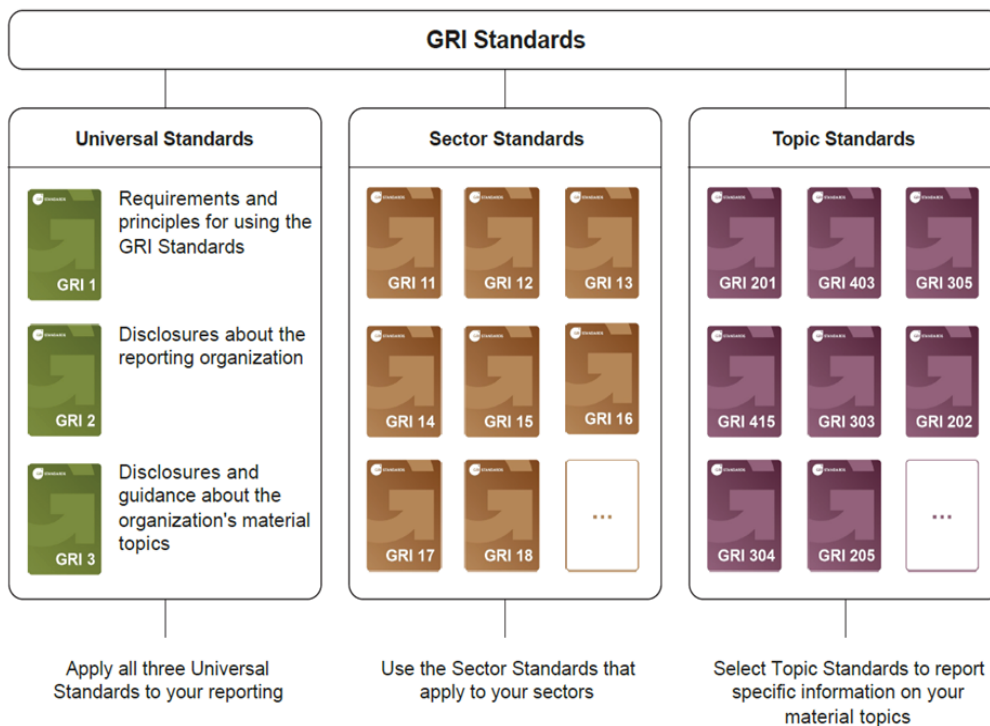 GRI Standards
Universal Standards
GRI 1
Requirements and
principles for using the
GRI Standards
GRI 2
Disclosures about the
reporting organization
GRI 3
Disclosures and
guidance about the
organization's material
topics
Apply all three Universal
Standards to your reporting
Sector Standards
GRI 11
GRI 12
GRI 13
GRI 14
GRI 15
GRI 16
GRI 17
GRI 18
...
Use the Sector Standards that
apply to your sectors
Topic Standards
GRI 201
GRI 403
GRI 305
GRI 415
GRI 303
GRI 202
GRI 304
GRI 205
...
Select Topic Standards to report
specific information on your
material topics